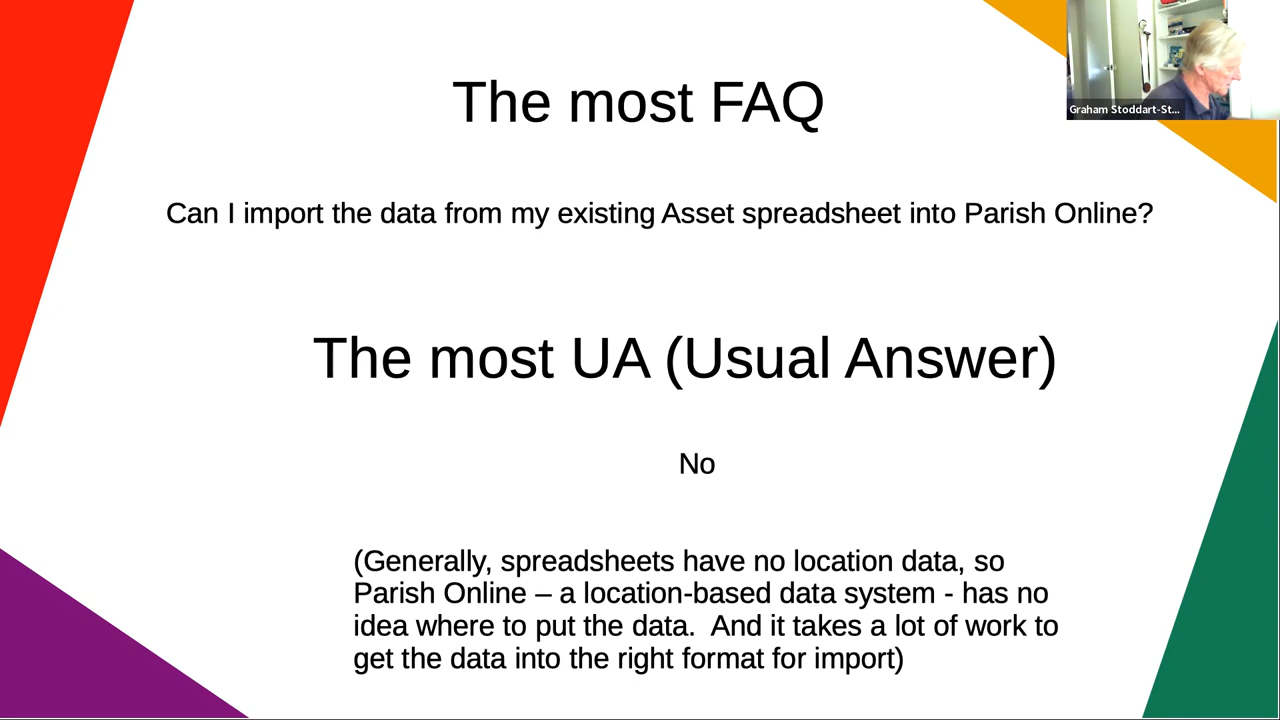 The most FAQ
Graham Stoddart-St...
Can I import the data from my existing Asset spreadsheet into Parish Online?
The most UA (Usual Answer)
No
(Generally, spreadsheets have no location data, so
Parish Online – a location-based data system - has no
idea where to put the data.  And it takes a lot of work to
get the data into the right format for import)